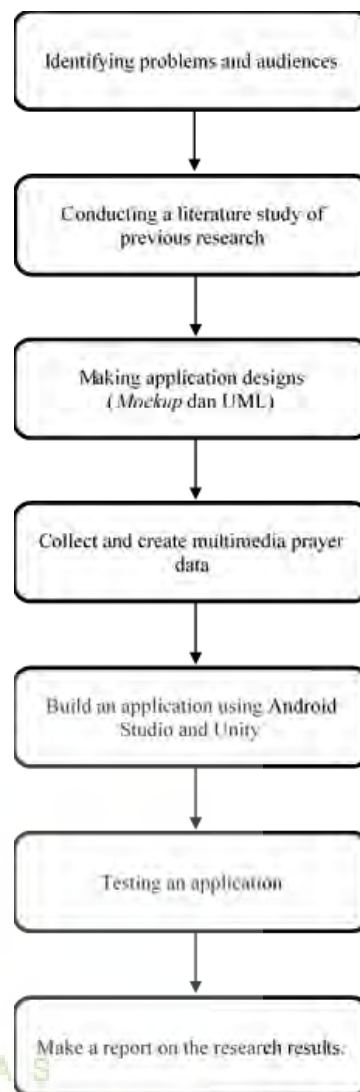 Identifying problems and audiences
Conducting a literature study of
previous research
Making application designs
(Mockup dan UML)
Collect and create multimedia prayer
data
Build an application using Android
Studio and Unity
Testing an application
Make a report on the research results.